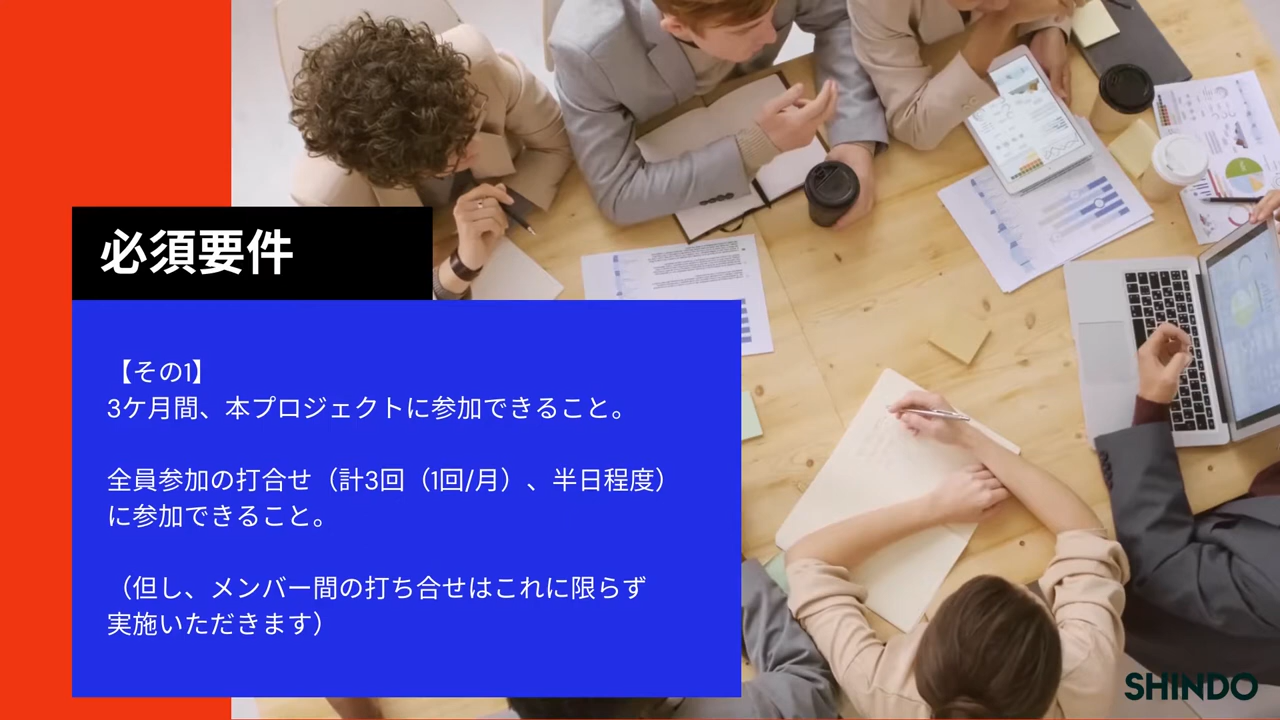 必須要件
【その1】
3ケ月間、本プロジェクトに参加できること。
全員参加の打合せ（計3回（1回/月）、半日程度）
に参加できること。
（但し、メンバー間の打ち合せはこれに限らず
実施いただきます）
SHINDO